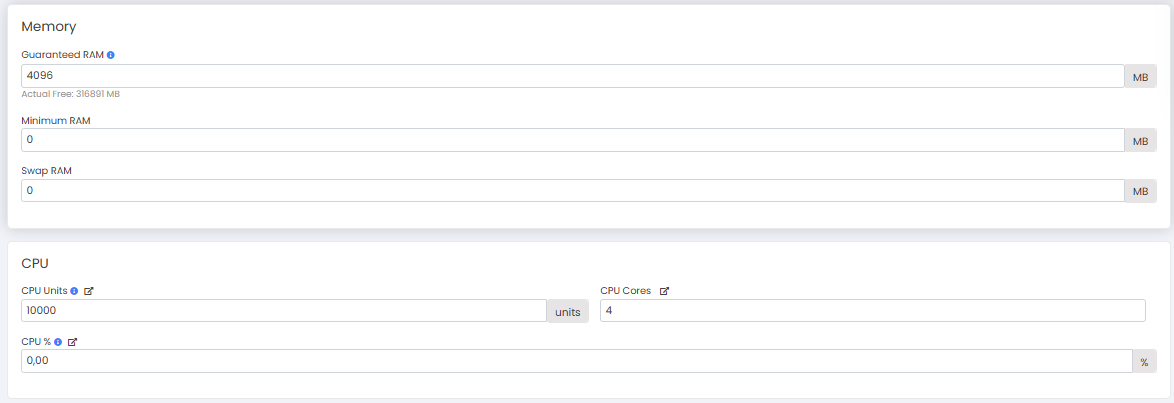 Memory
Guaranteed RAM
4096 MB
Actual Free: 316891 MB
Minimum RAM
0 MB
Swap RAM
0 MB
CPU
CPU Units CPU Cores
10000 units 4
CPU %
0,00 %